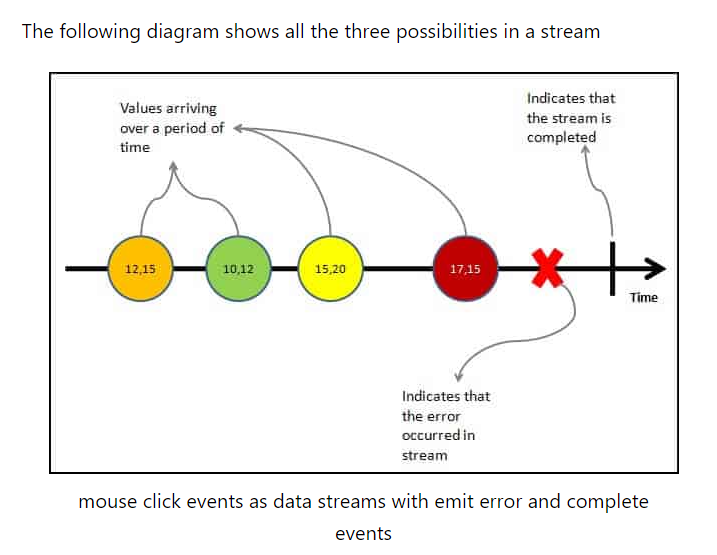 The following diagram shows all the three possibilities in a stream
Values arriving
over a period of
time
Indicates that
the stream is
completed
12,15
10,12
15,20
17,15
Time
Indicates that
the error
occurred in
stream
mouse click events as data streams with emit error and complete
events